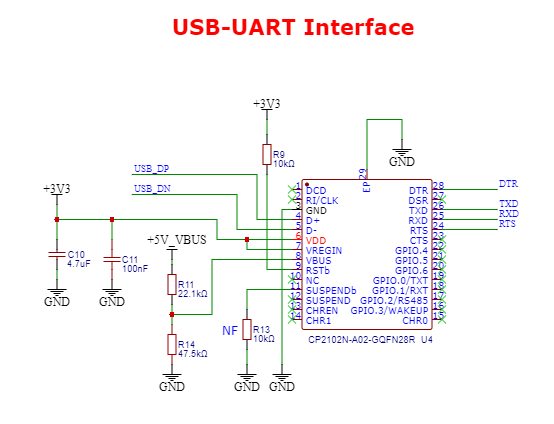 USB-UART Interface
+3V3
GND
R9
10kΩ
EP 29
USB_DP
USB_DN
+3V3
+5V_VBUS
C10
4.7uF
C11
100nF
GND
GND
R11
22.1kΩ
R14
47.5kΩ
GND
NF
R13
10kΩ
GND
GND
1 DCD
2 RI/CLK
3 GND
4 D+
5 D-
6 VDD
7 VREGIN
8 VBUS
9 RSTb
10 NC
11 SUSPENDb
12 SUSPEND
13 CHREN
14 CHR1
DTR 28 DTR
DSR 27
TXD 26 TXD
RXD 25 RXD
RTS 24 RTS
CTS 23
GPIO.4 22
GPIO.5 21
GPIO.6 20
GPIO.0/TXT 19
GPIO.1/RXT 18
GPIO.2/RS485 17
GPIO.3/WAKEUP 16
CHR0 15
CP2102N-A02-GQFN28R U4